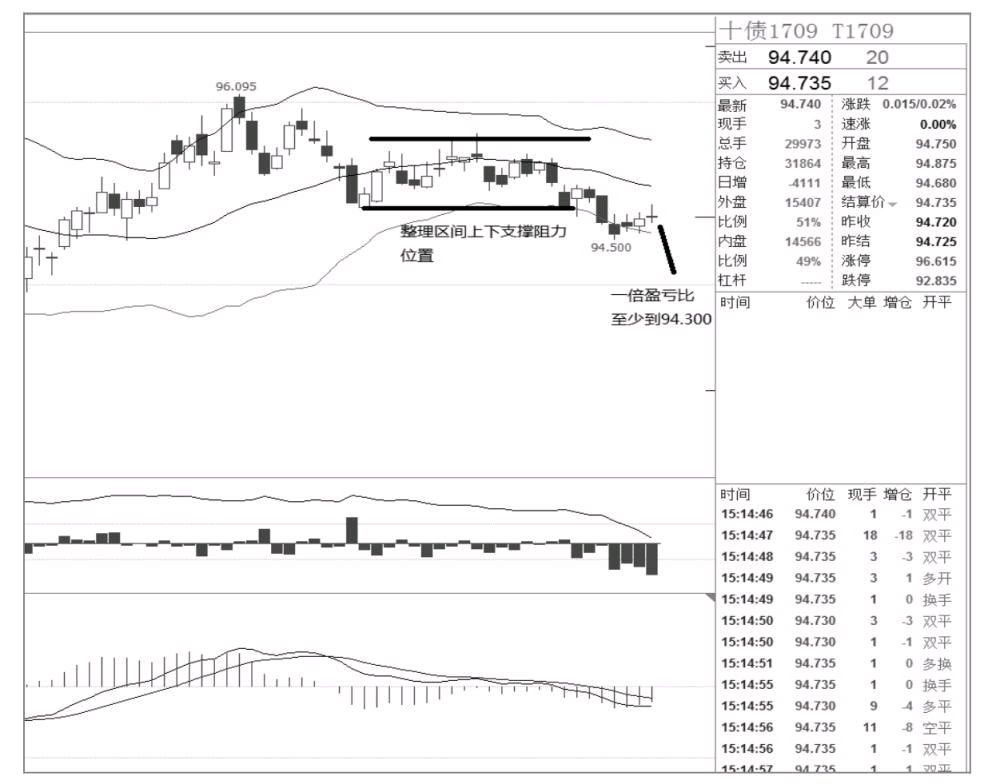 十债1709 T1709
卖出 94.740 20
买入 94.735 12
最新 94.740 涨跌 0.015/0.02%
现手 3 速涨 0.00%
总手 29973 开盘 94.750
持仓 31864 最高 94.875
日增 -4111 最低 94.680
外盘 15407 结算价 94.735
比例 51% 昨收 94.720
内盘 14566 昨结 94.725
比例 49% 涨停 96.615
杠杆 ----- 跌停 92.835
时间 价位 大单 增仓 开平
96.095
整理区间上下支撑阻力
位置
94.500
一倍盈亏比
至少到94.300
时间 价位 现手 增仓 开平
15:14:46 94.740 1 -1 双平
15:14:47 94.735 18 -18 双平
15:14:48 94.735 3 -3 双平
15:14:49 94.735 3 1 多开
15:14:49 94.735 1 0 换手
15:14:50 94.730 3 -3 双平
15:14:50 94.730 1 -1 双平
15:14:51 94.735 1 0 多换
15:14:55 94.735 1 0 换手
15:14:55 94.730 9 -4 多平
15:14:56 94.735 11 -8 空平
15:14:56 94.735 1 -1 双平
15:14:57 94.735 1 1 双平